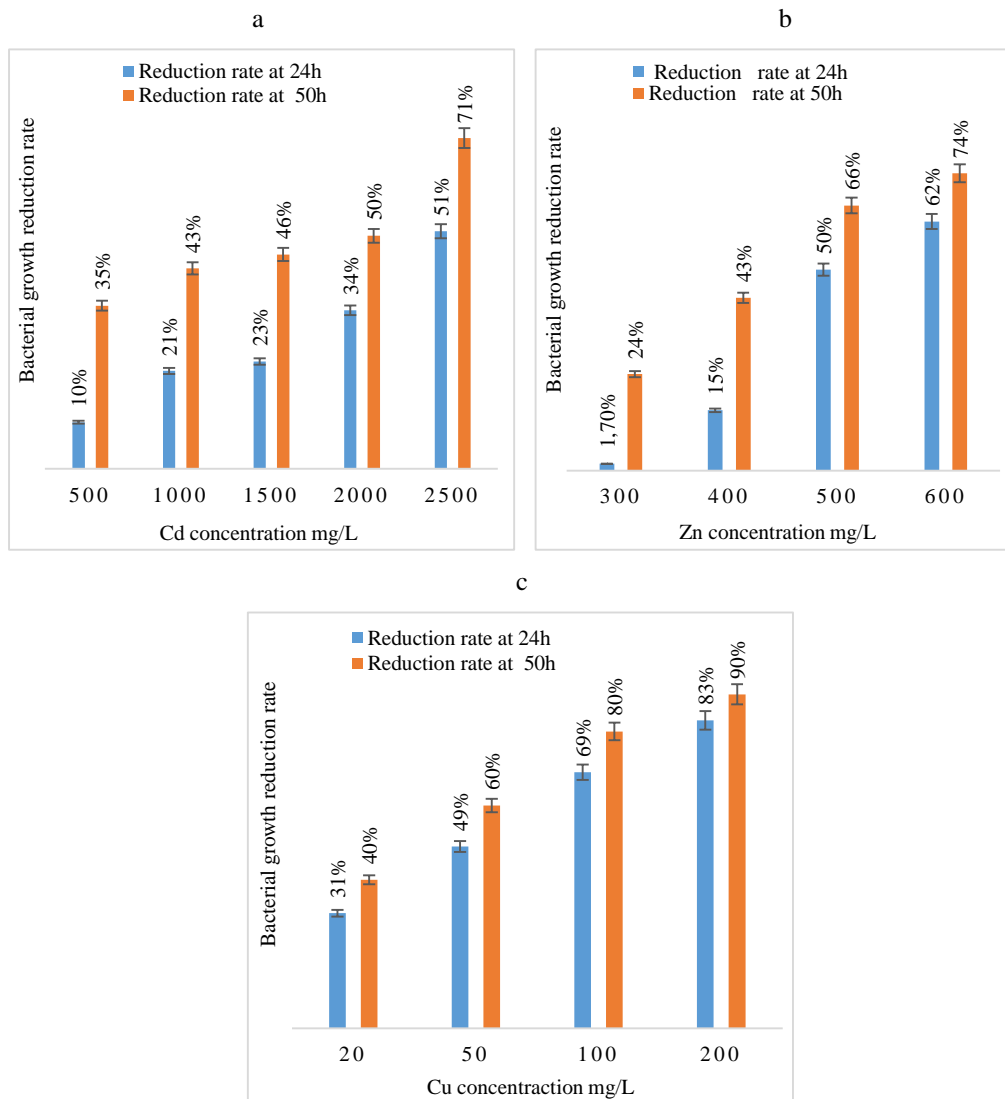 a
Reduction rate at 24h
Reduction rate at  50h
Bacterial growth reduction rate
10%
35%
21%
43%
23%
46%
34%
50%
51%
71%
500
1000
1500
2000
2500
Cd concentration mg/L
b
Reduction   rate at 24h
Reduction   rate at 50h
Bacterial growth reduction rate
1,70%
24%
15%
43%
50%
66%
62%
74%
300
400
500
600
Zn concentration mg/L
c
Reduction rate at 24h
Reduction rate at  50h
Bacterial growth reduction rate
31%
40%
49%
60%
69%
80%
83%
90%
20
50
100
200
Cu concentraction mg/L